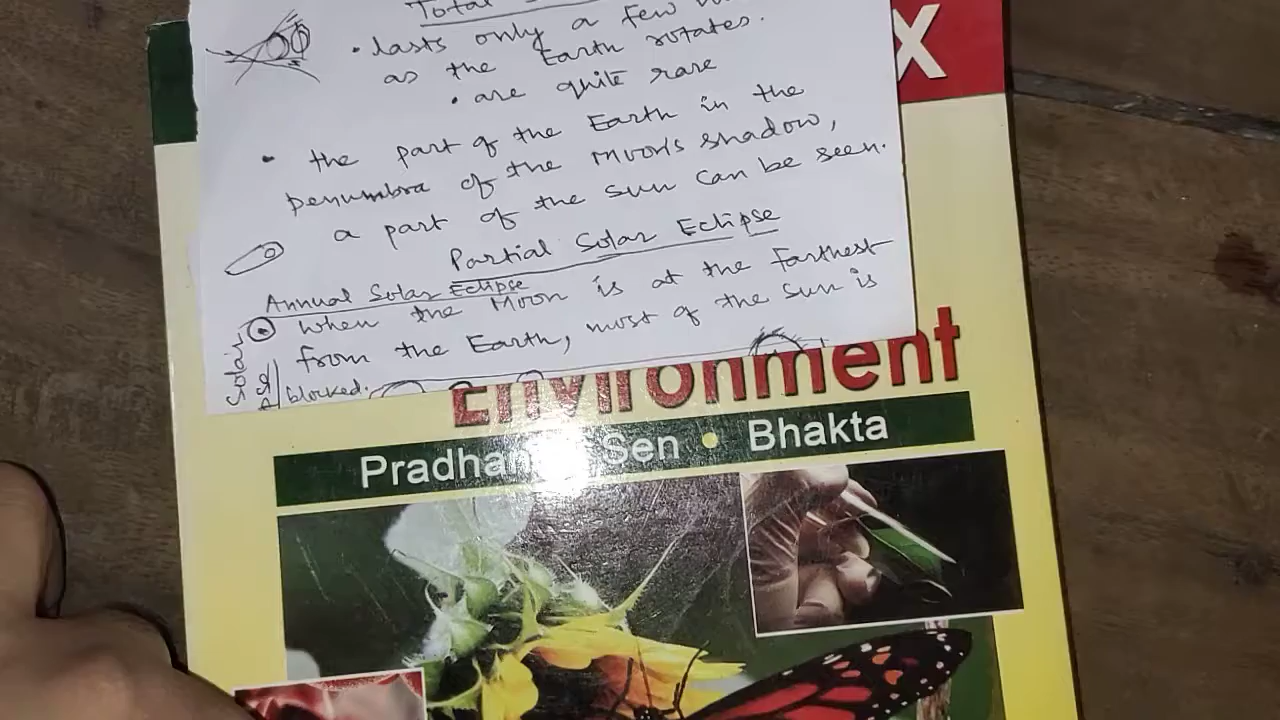 Total
• lasts only a few
as the Earth rotates.
• are quite rare
• the part of the Earth in the
penumbra of the Moon's shadow,
a part of the sun can be seen.
Partial Solar Eclipse
Annual Solar Eclipse
When the Moon is at the farthest
from the Earth, most of the sun is
blocked.
Solar
X
Environment
Pradhan Sen • Bhakta